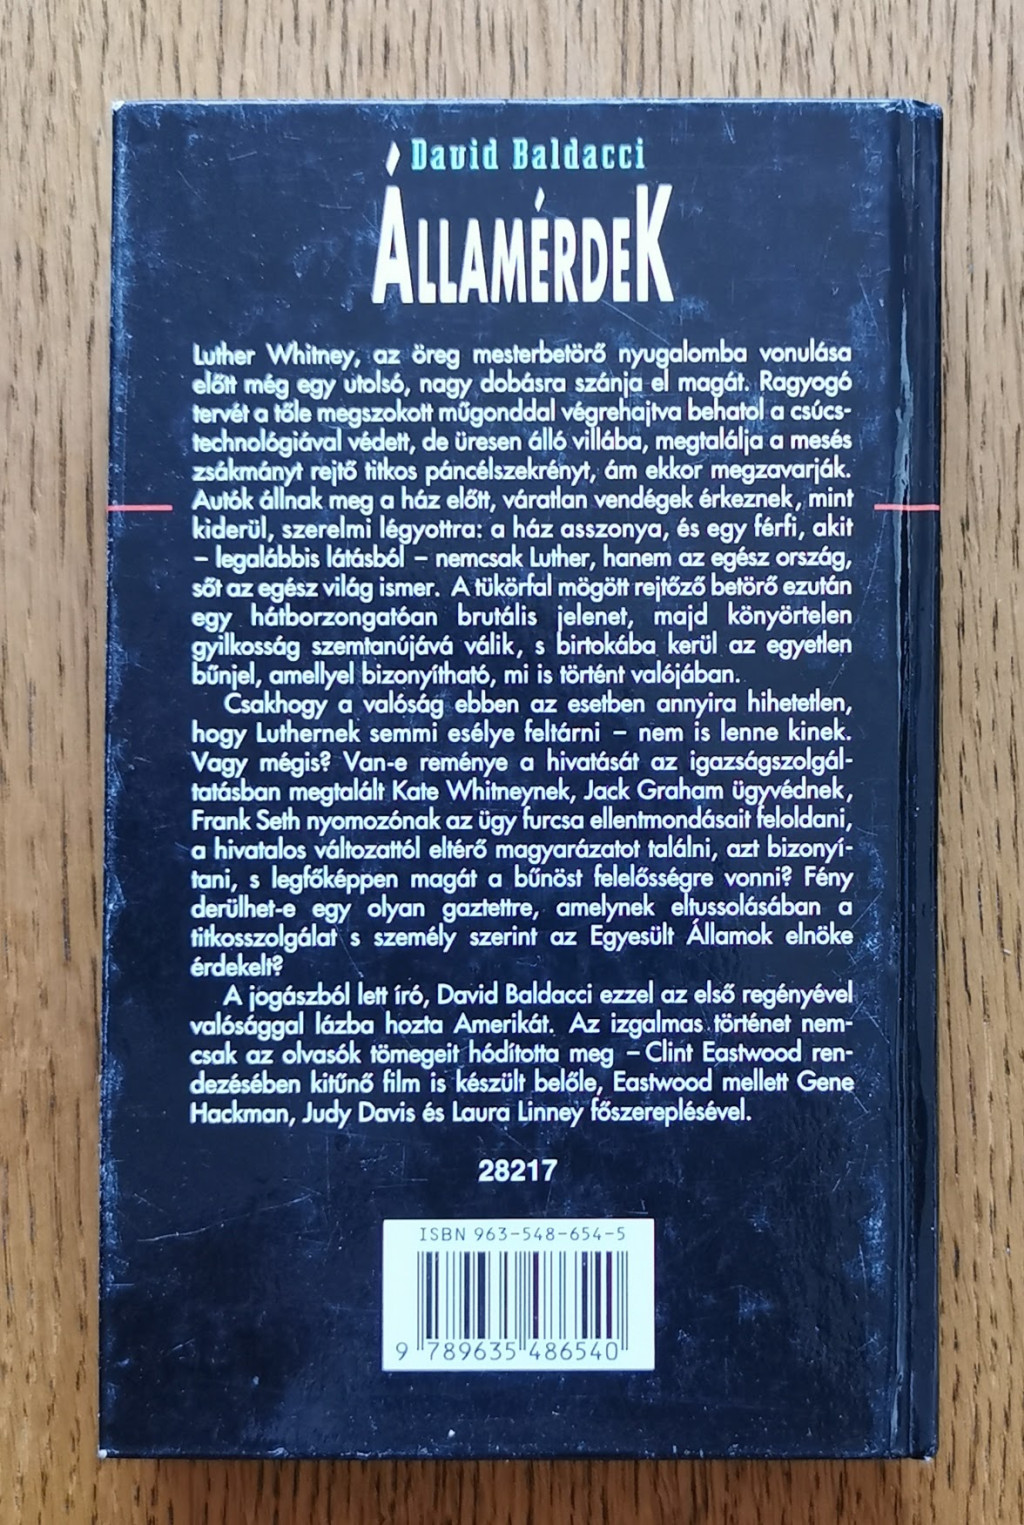 David Baldacci
ÁLLAMÉRDEK
Luther Whitney, az öreg mesterbetörő nyugalomba vonulása
előtt még egy utolsó, nagy dobásra szánja el magát. Ragyogó
tervét a tőle megszokott műgonddal végrehajtva behatol a csúcs-
technológiával védett, de üresen álló villába, megtalálja a mesés
zsákmányt rejtő titkos páncélszekrényt, ám ekkor megzavarják.
Autók állnak meg a ház előtt, váratlan vendégek érkeznek, mint
kiderül, szerelmi légyottra: a ház asszonya, és egy férfi, akit
– legalábbis látásból – nemcsak Luther, hanem az egész ország,
sőt az egész világ ismer. A tükörfal mögött rejtőző betörő ezután
egy hátborzongatóan brutális jelenet, majd könyörtelen
gyilkosság szemtanújává válik, s birtokába kerül az egyetlen
bűnjel, amellyel bizonyítható, mi is történt valójában.
Csakhogy a valóság ebben az esetben annyira hihetetlen,
hogy Luthernek semmi esélye feltárni – nem is lenne kinek.
Vagy mégis? Van-e reménye a hivatását az igazságszolgál-
tatásban megtalált Kate Whitneynek, Jack Graham ügyvédnek,
Frank Seth nyomozónak az ügy furcsa ellentmondásait feloldani,
a hivatalos változattól eltérő magyarázatot találni, azt bizonyí-
tani, s legfőképpen magát a bűnöst felelősségre vonni? Fény
derülhet-e egy olyan gaztettre, amelynek eltussolásában a
titkosszolgálat s személy szerint az Egyesült Államok elnöke
érdekelt?
A jogászból lett író, David Baldacci ezzel az első regényével
valósággal lázba hozta Amerikát. Az izgalmas történet nem-
csak az olvasók tömegeit hódította meg – Clint Eastwood ren-
dezésében kitűnő film is készült belőle, Eastwood mellett Gene
Hackman, Judy Davis és Laura Linney főszereplésével.
28217
ISBN 963-548-654-5
9 789635 486540